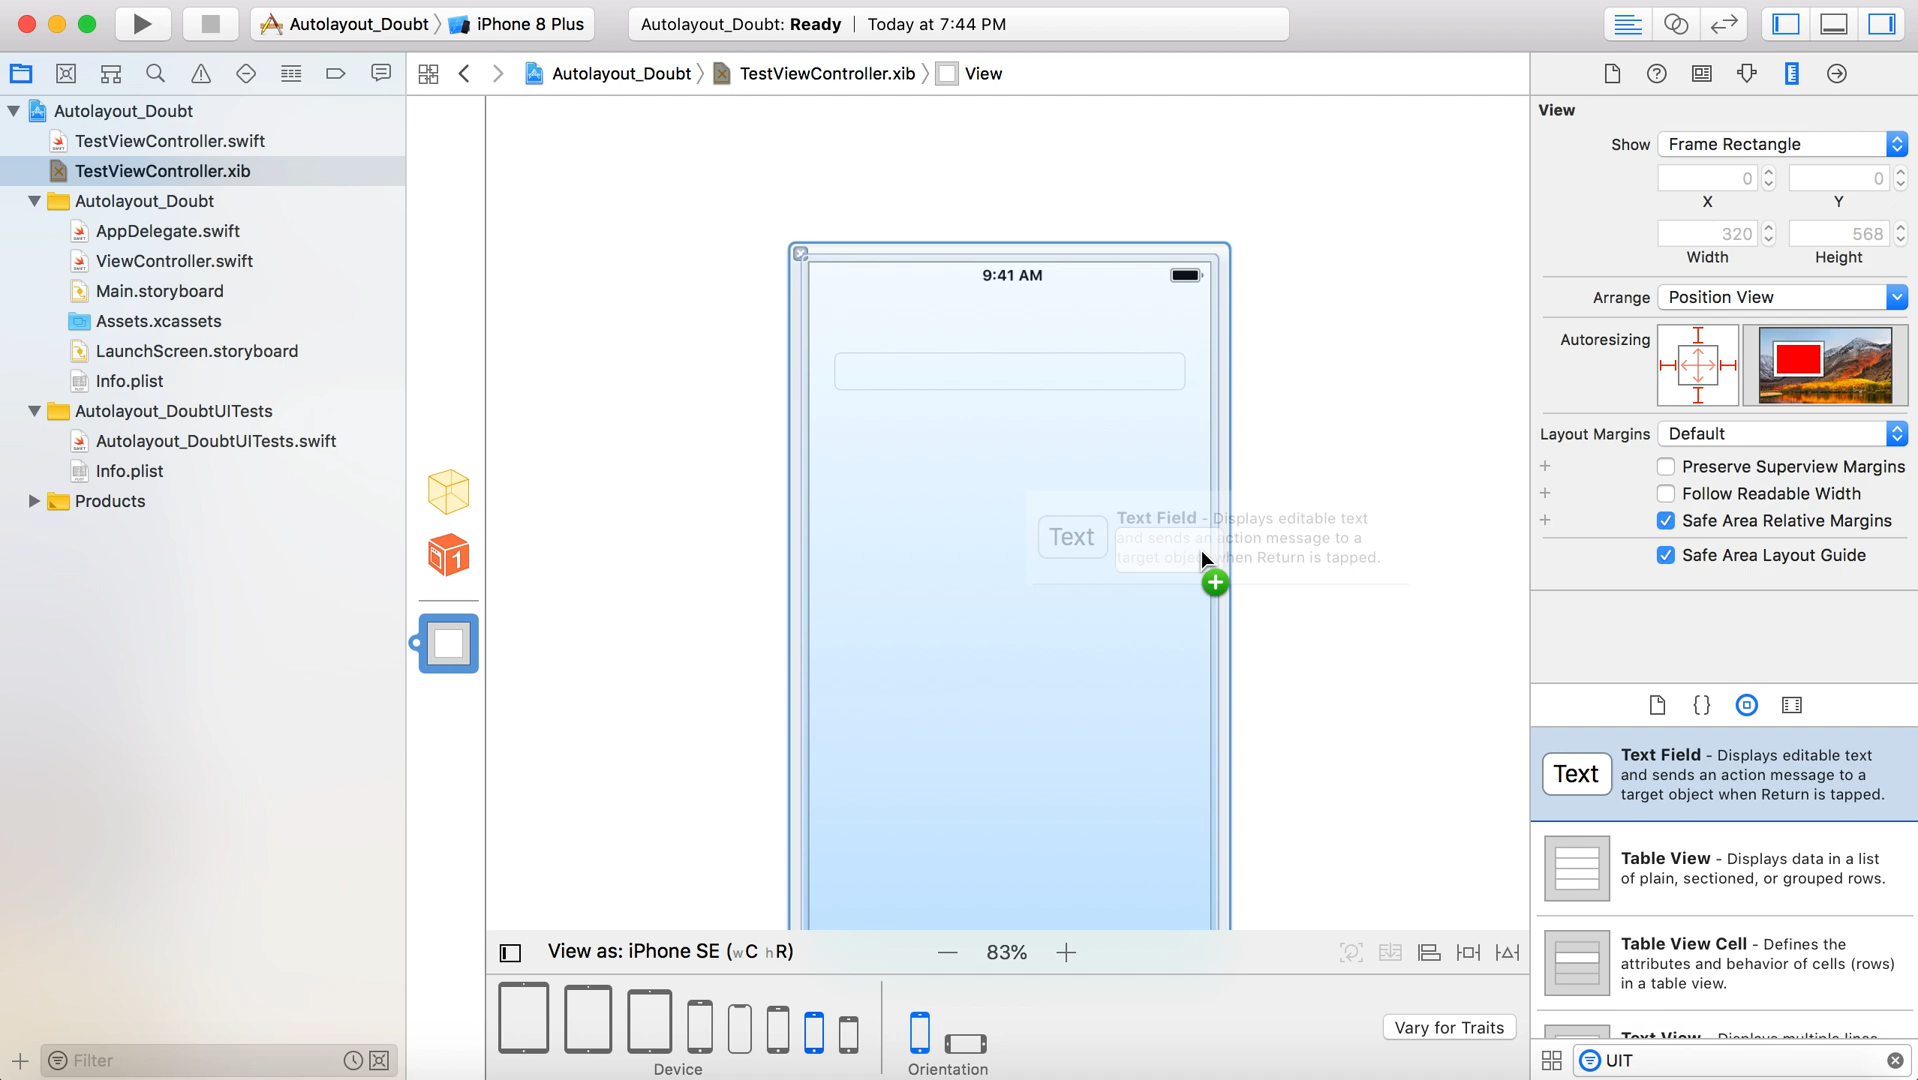 Autolayout_Doubt
iPhone 8 Plus
Autolayout_Doubt: Ready
Today at 7:44 PM
Autolayout_Doubt
TestViewController.xib
View
Autolayout_Doubt
TestViewController.swift
TestViewController.xib
Autolayout_Doubt
AppDelegate.swift
ViewController.swift
Main.storyboard
Assets.xcassets
LaunchScreen.storyboard
Info.plist
Autolayout_DoubtUITests
Autolayout_DoubtUITests.swift
Info.plist
Products
Filter
1
9:41 AM
Text
Text Field - Displays editable text
and sends an action message to a
target object when Return is tapped.
View as: iPhone SE (wC hR)
83%
Device
Orientation
Vary for Traits
View
Show Frame Rectangle
0 0
X Y
320 568
Width Height
Arrange Position View
Autoresizing
Layout Margins Default
+ Preserve Superview Margins
+ Follow Readable Width
+ Safe Area Relative Margins
Safe Area Layout Guide
{}
Text
Text Field - Displays editable text
and sends an action message to a
target object when Return is tapped.
Table View - Displays data in a list
of plain, sectioned, or grouped rows.
Table View Cell - Defines the
attributes and behavior of cells (rows)
in a table view.
Text View - Displays multiple lines
UIT